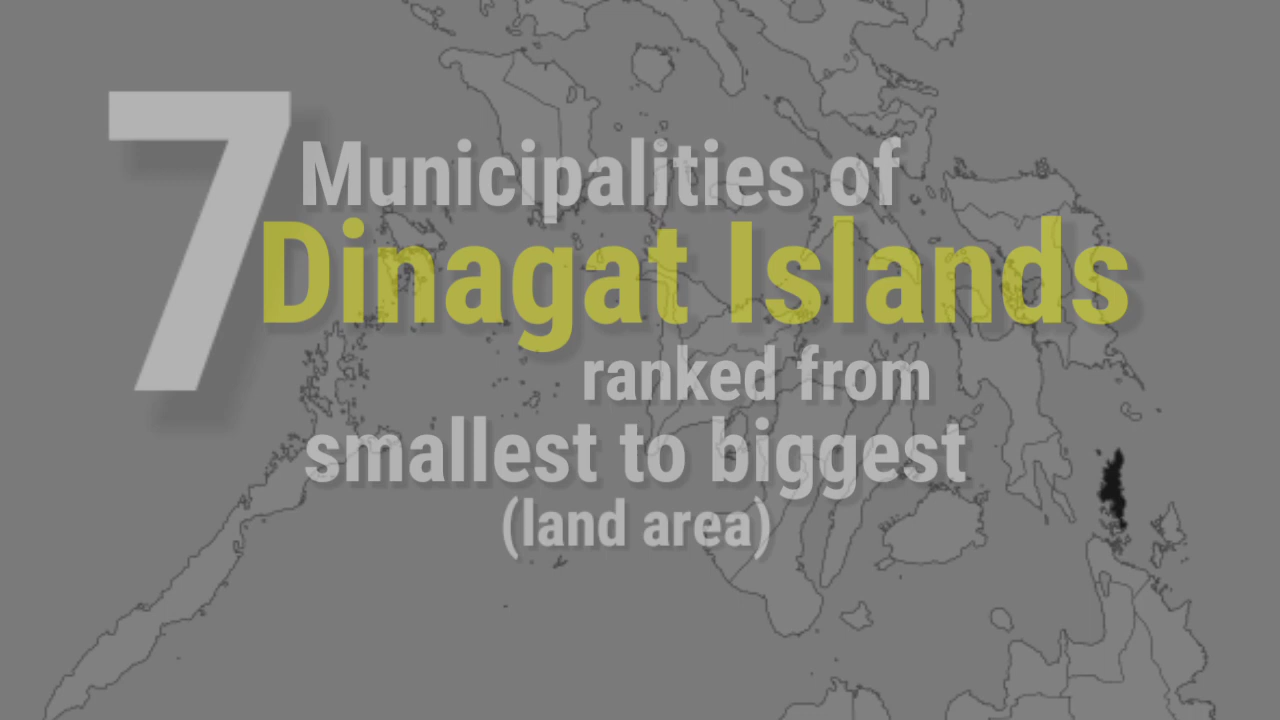 7
Municipalities of
Dinagat Islands
ranked from
smallest to biggest
(land area)